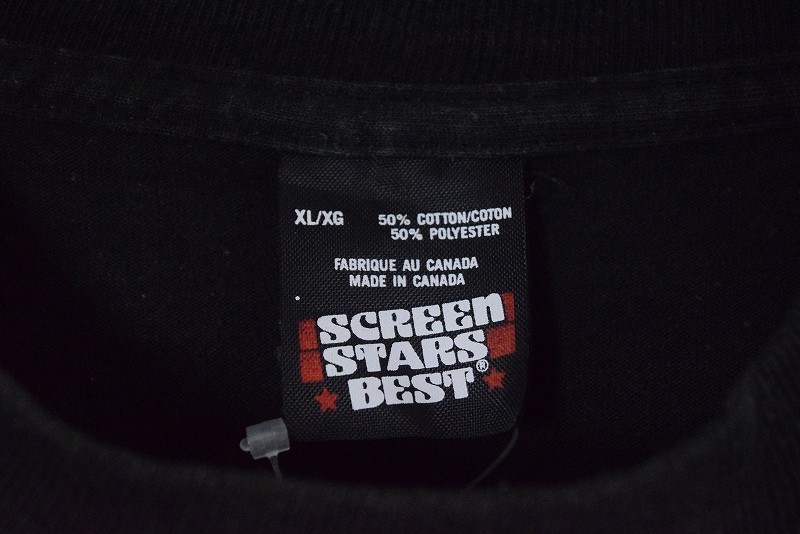 XL/XG 50% COTTON/COTON
50% POLYESTER
FABRIQUE AU CANADA
MADE IN CANADA
SCREEN
STARS
BEST®